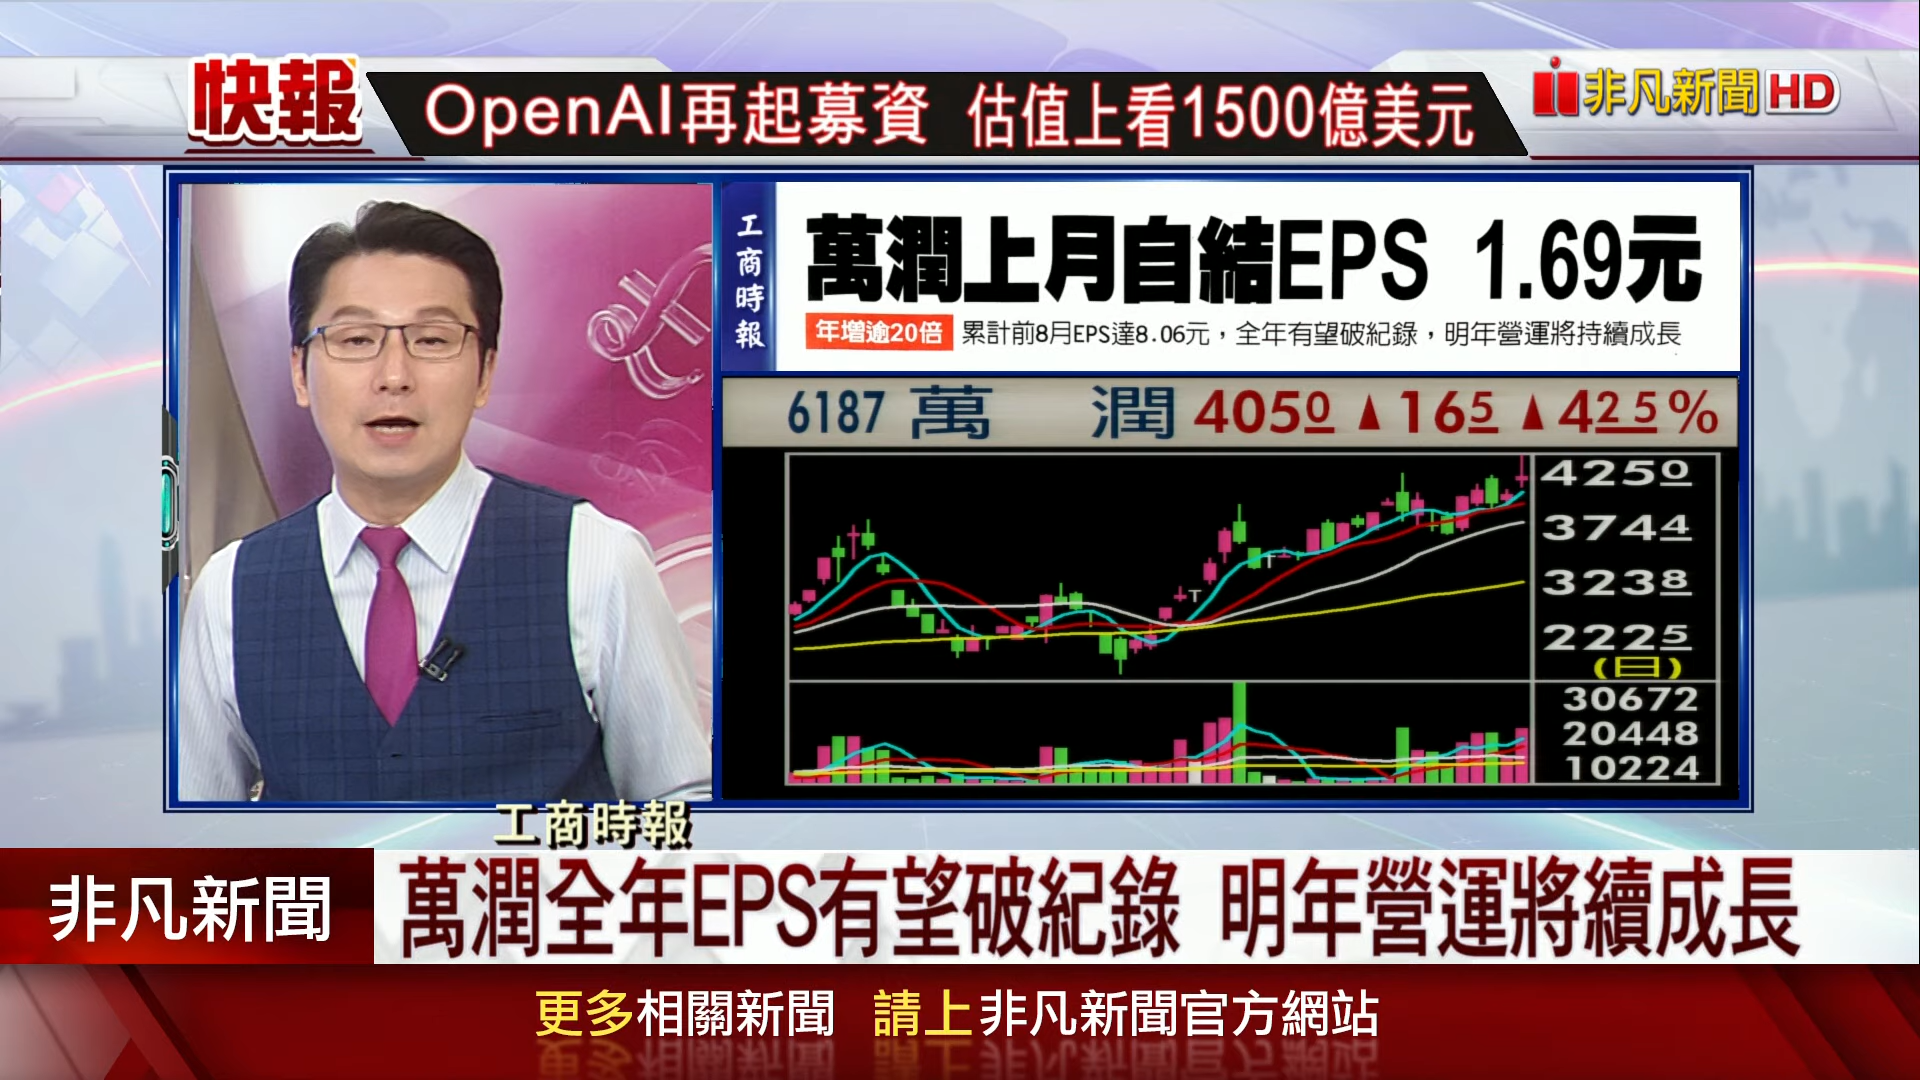 快報
OpenAI再起募資 估值上看1500億美元
非凡新聞HD
工商時報
萬潤上月自結EPS 1.69元
年增逾20倍 累計前8月EPS達8.06元，全年有望破紀錄，明年營運將持續成長
6187 萬 潤 4050 ▲165 ▲425%
4250
3744
3238
2225
(日)
30672
20448
10224
T
T
工商時報
非凡新聞
萬潤全年EPS有望破紀錄 明年營運將續成長
更多相關新聞 請上非凡新聞官方網站